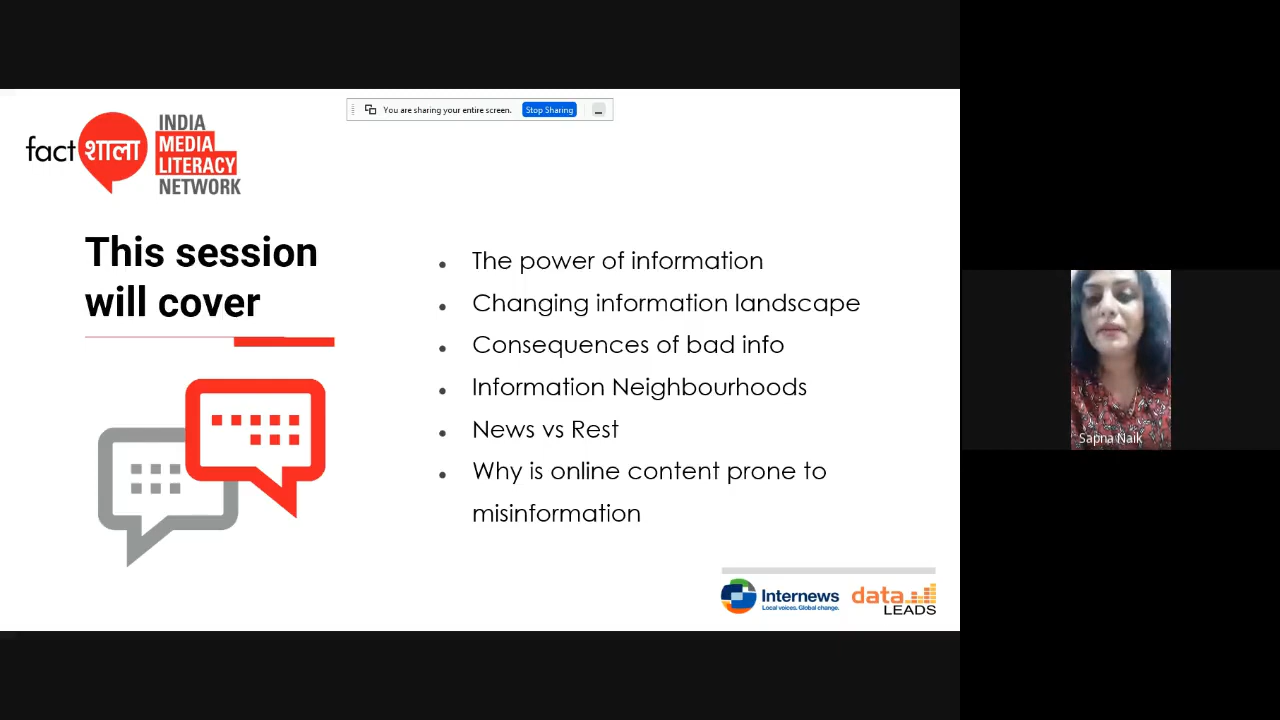 You are sharing your entire screen.
Stop Sharing
fact शाला
INDIA
MEDIA
LITERACY
NETWORK
This session
will cover
• The power of information
• Changing information landscape
• Consequences of bad info
• Information Neighbourhoods
• News vs Rest
• Why is online content prone to
misinformation
Internews
Local voices. Global change.
data
LEADS
Sapna Naik